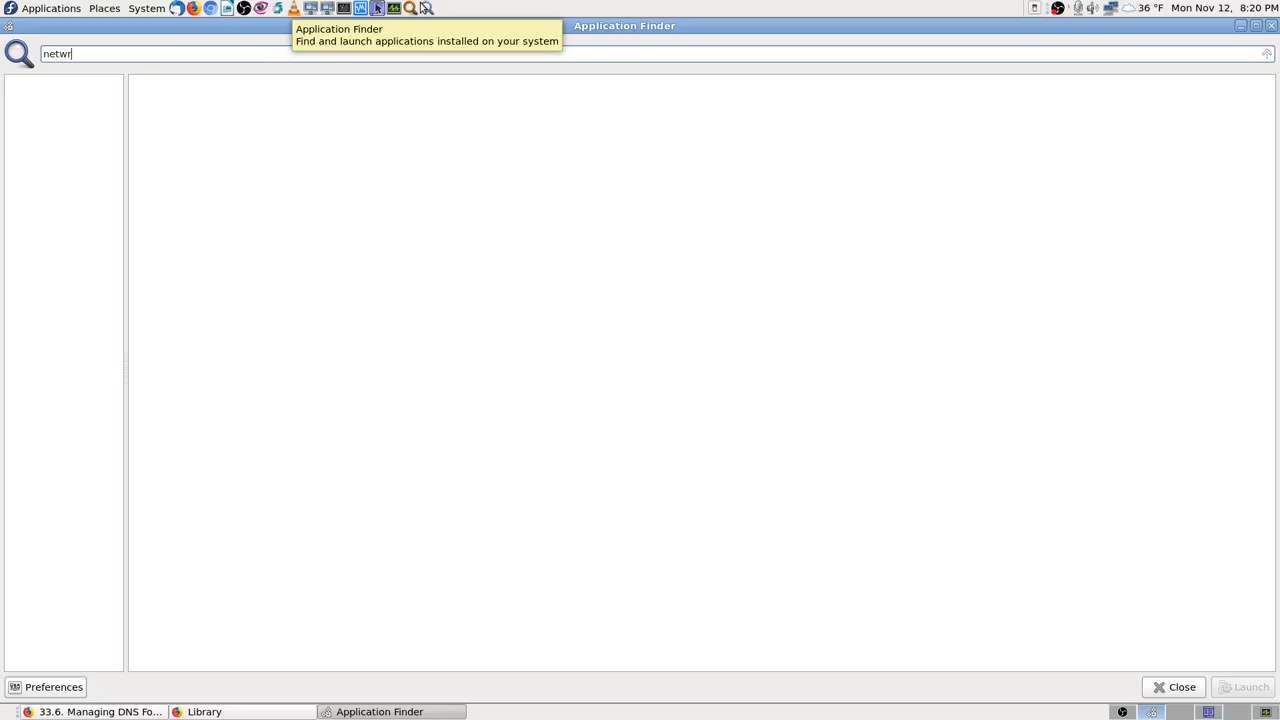 Applications Places System 36 °F Mon Nov 12, 8:20 PM
Application Finder
Application Finder
Find and launch applications installed on your system
netwr
Preferences Close Launch
33.6. Managing DNS Fo... Library Application Finder